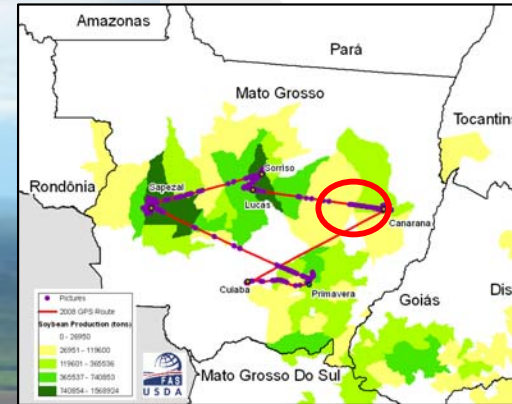 Amazonas
Pará
Mato Grosso
Tocantins
Sorriso
Rondônia
Sapezal
Lucas
Canarana
Cuiaba
Primavera
Goiás
Dis
Pictures
2008 GPS Route
Soybean Production (tons)
0 - 26950
26951 - 119600
119601 - 365536
365537 - 740853
740854 - 1568924
FAS
USDA
Mato Grosso Do Sul